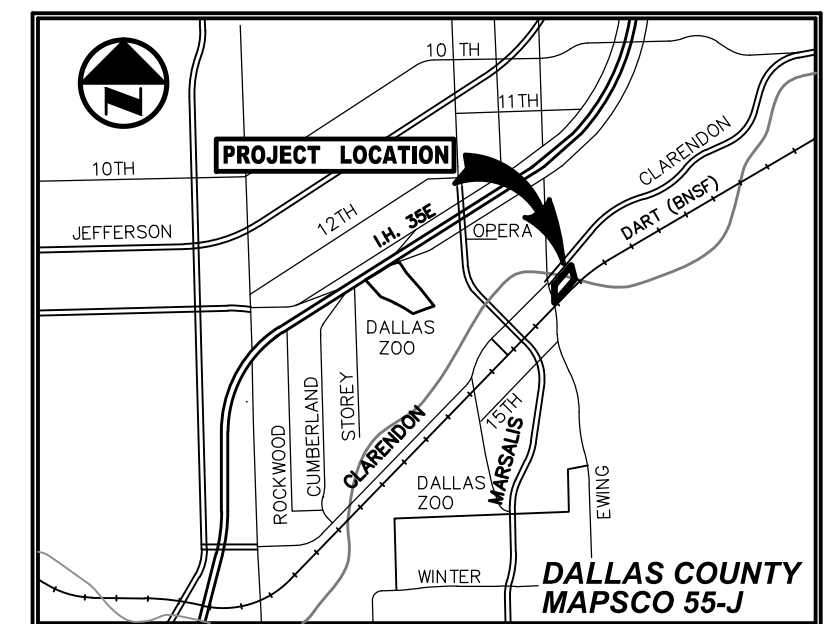 10 TH
11TH
PROJECT LOCATION
10TH
CLARENDON
DART (BNSF)
12TH
I.H. 35E
JEFFERSON
OPERA
N
DALLAS
ZOO
15TH
STOREY
CUMBERLAND
ROCKWOOD
CLARENDON
MARSALIS
DALLAS
ZOO
EWING
WINTER
DALLAS COUNTY
MAPSCO 55-J